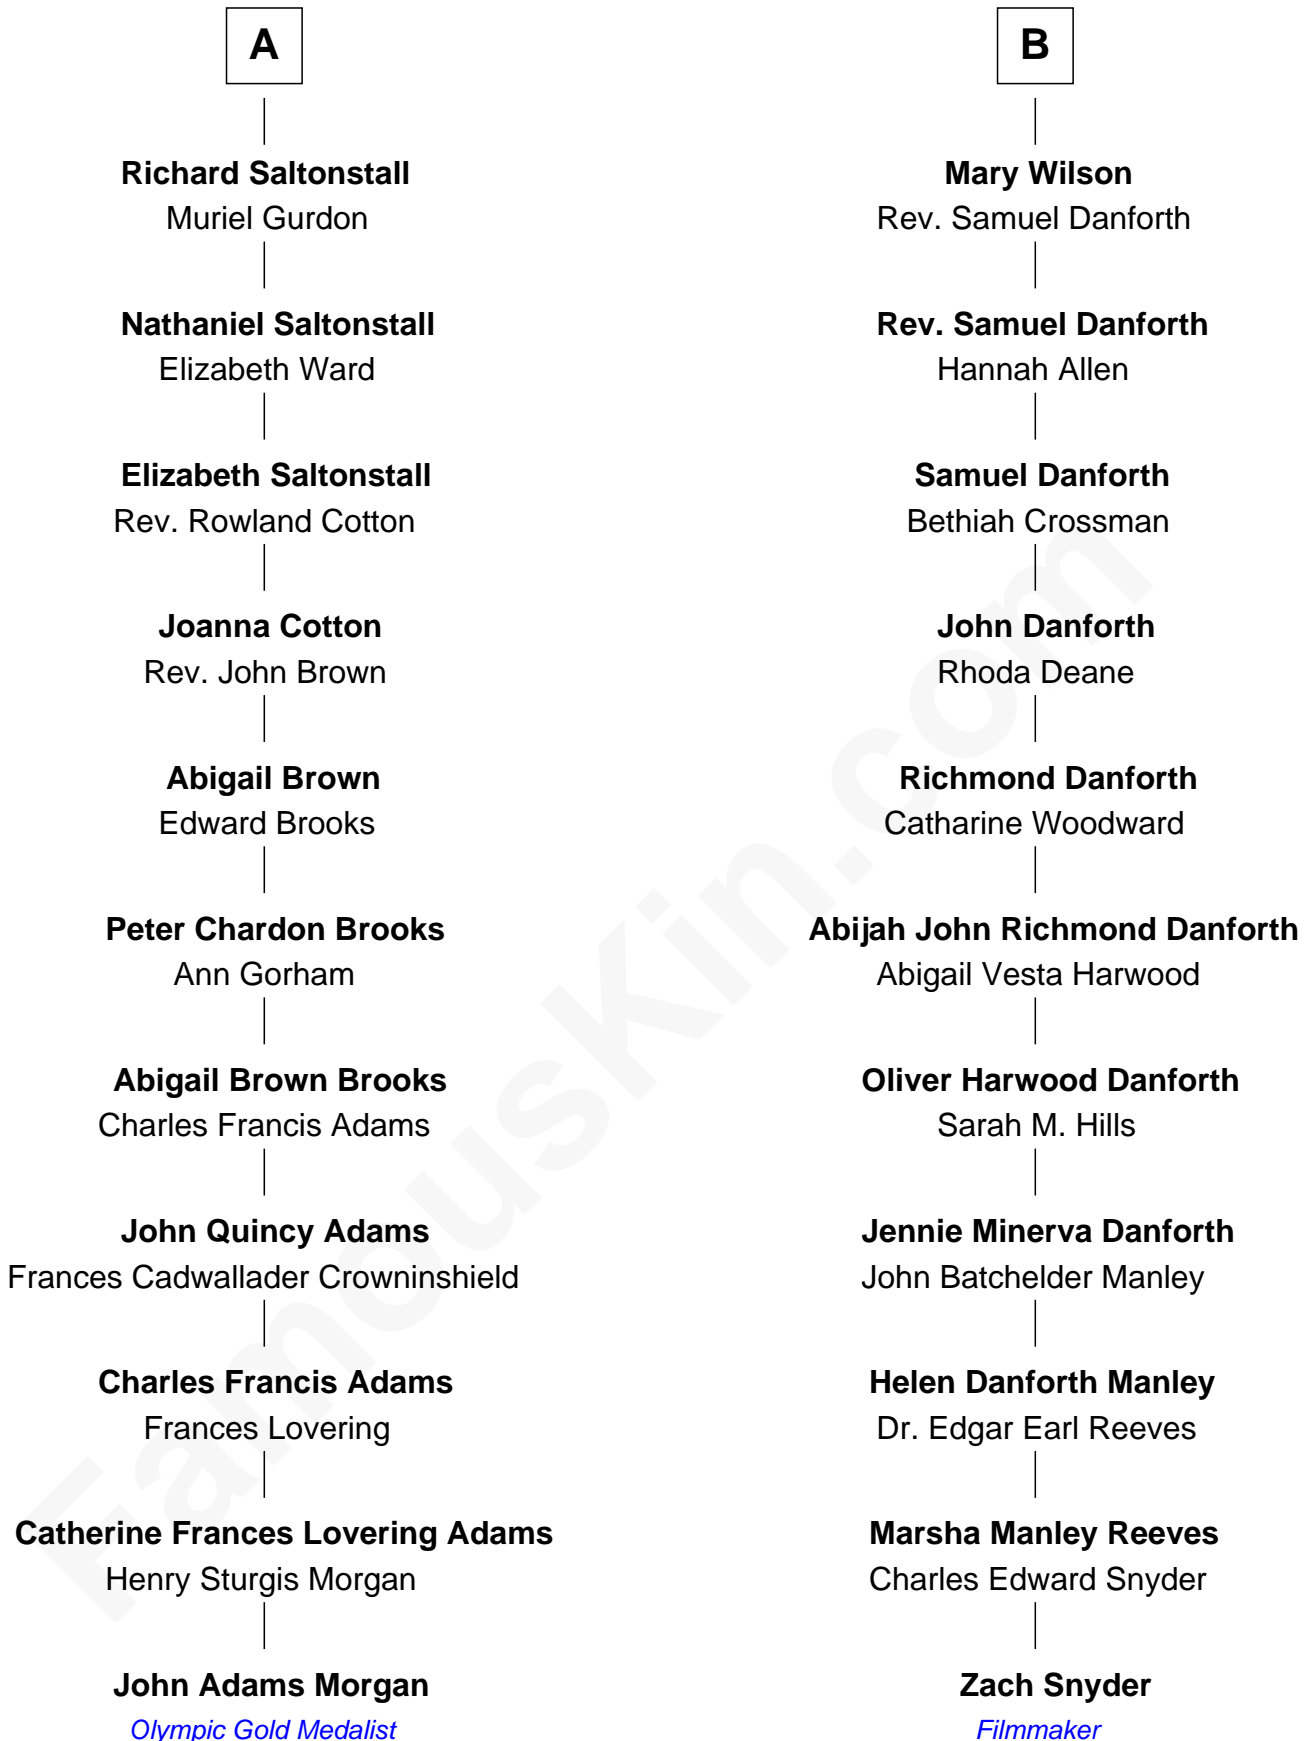 A
Richard Saltonstall
Muriel Gurdon
Nathaniel Saltonstall
Elizabeth Ward
Elizabeth Saltonstall
Rev. Rowland Cotton
Joanna Cotton
Rev. John Brown
Abigail Brown
Edward Brooks
Peter Chardon Brooks
Ann Gorham
Abigail Brown Brooks
Charles Francis Adams
John Quincy Adams
Frances Cadwallader Crowninshield
Charles Francis Adams
Frances Lovering
Catherine Frances Lovering Adams
Henry Sturgis Morgan
John Adams Morgan
Olympic Gold Medalist
B
Mary Wilson
Rev. Samuel Danforth
Rev. Samuel Danforth
Hannah Allen
Samuel Danforth
Bethiah Crossman
John Danforth
Rhoda Deane
Richmond Danforth
Catharine Woodward
Abijah John Richmond Danforth
Abigail Vesta Harwood
Oliver Harwood Danforth
Sarah M. Hills
Jennie Minerva Danforth
John Batchelder Manley
Helen Danforth Manley
Dr. Edgar Earl Reeves
Marsha Manley Reeves
Charles Edward Snyder
Zach Snyder
Filmmaker
FamousKin.com